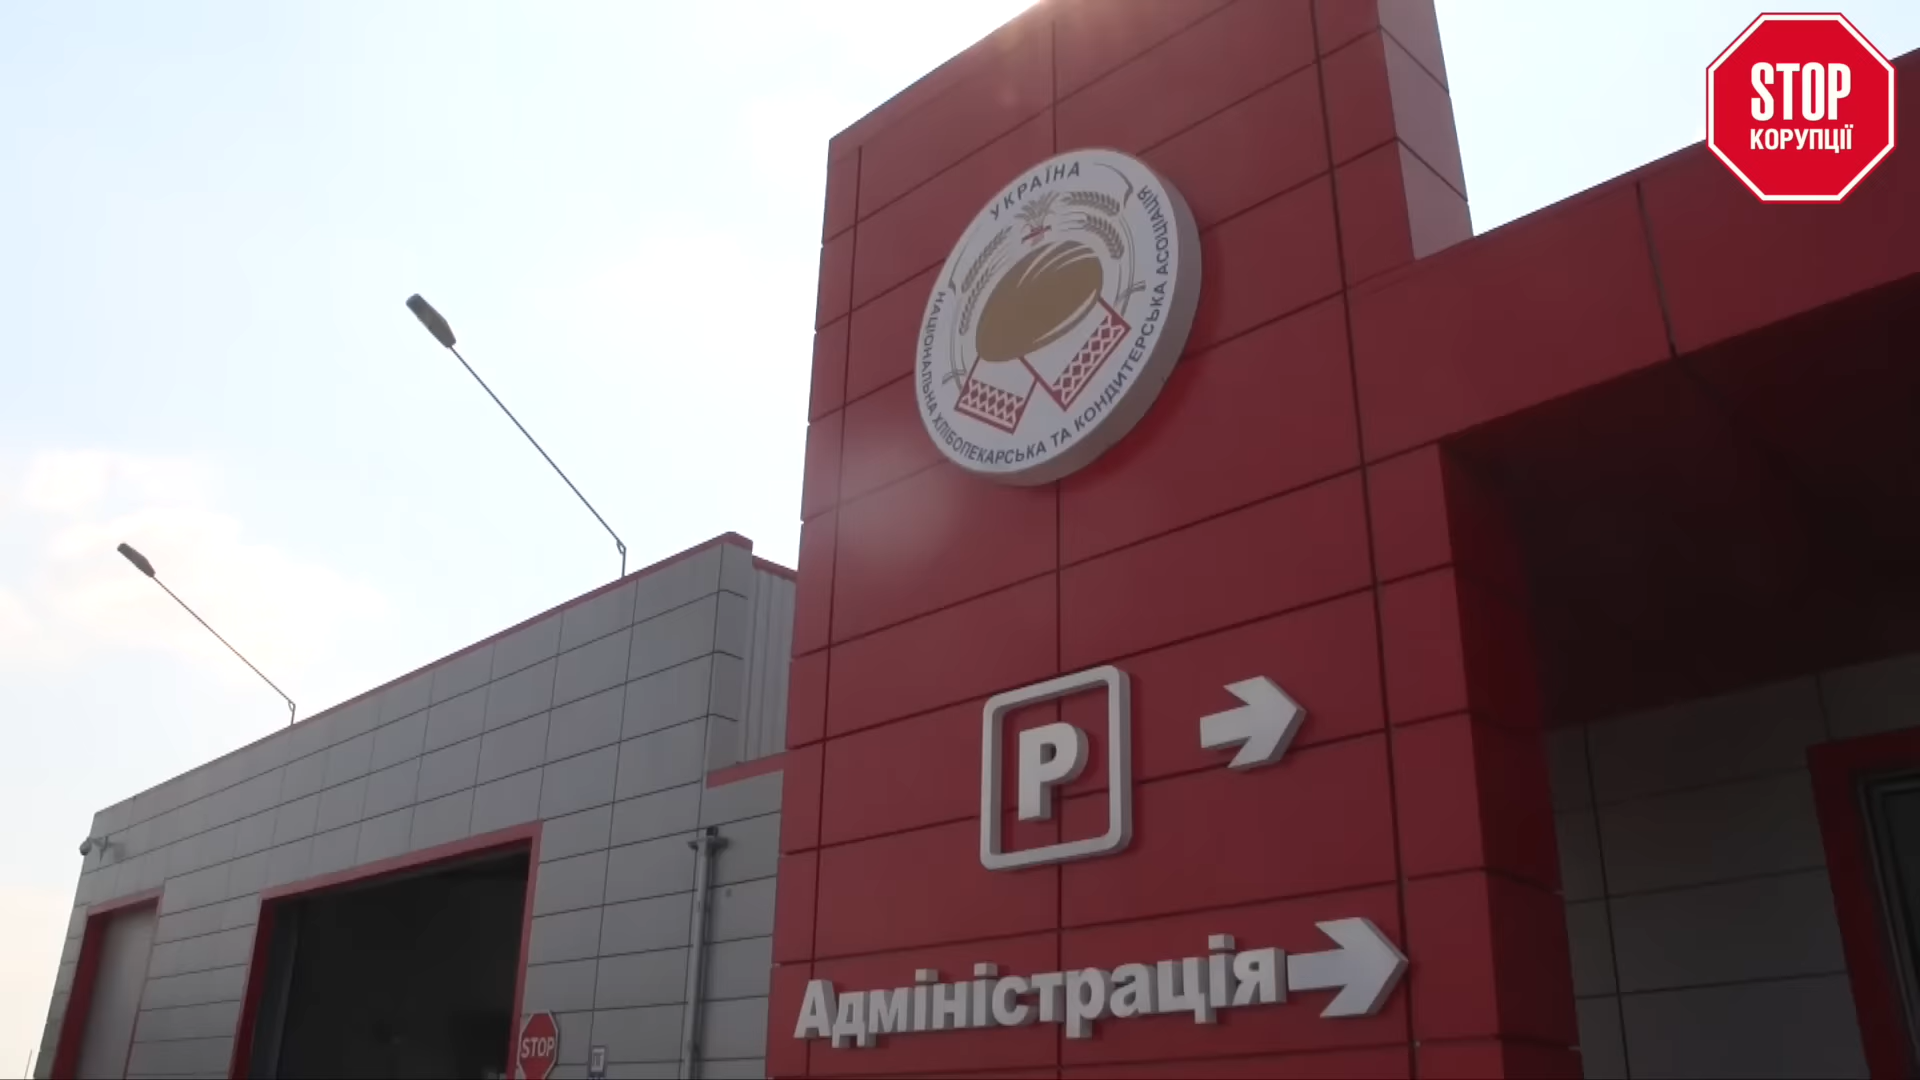 STOP
КОРУПЦІЇ
УКРАЇНА
НАЦІОНАЛЬНА ХЛІБОПЕКАРСЬКА ТА КОНДИТЕРСЬКА АСОЦІАЦІЯ
P
Адміністрація
STOP